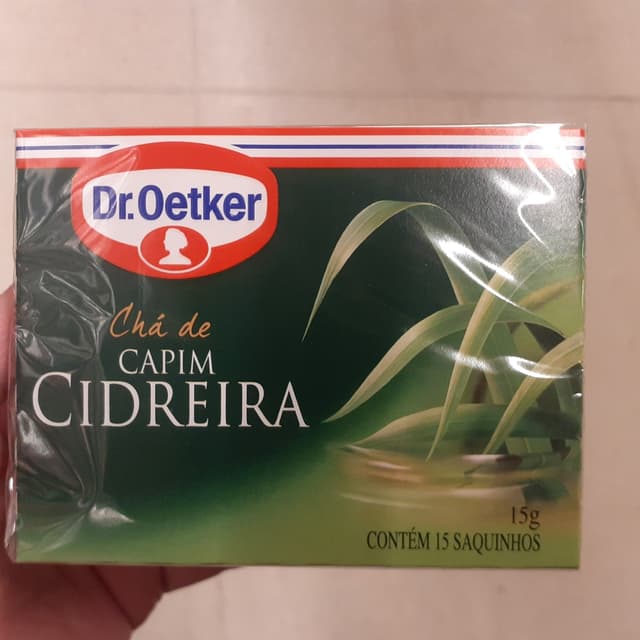 Dr.Oetker
Chá de
CAPIM
CIDREIRA
15g
CONTÉM 15 SAQUINHOS